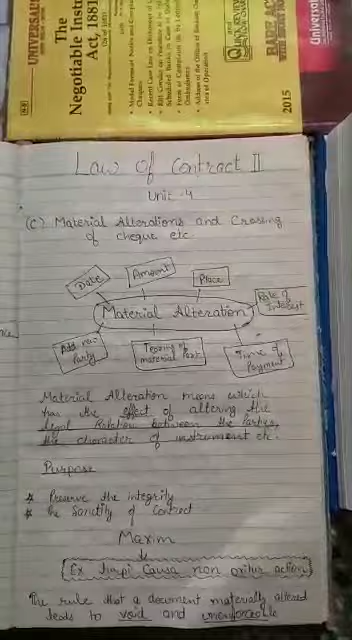 UNIVERSAL'S
The
Negotiable Inst
Act, 1881
2015
Universal
Law of Contract II
Unit - 4
(c) Material Alterations and Crossing
of cheque etc.
Date
Amount
Place
Rate of
Interest
Material Alteration
Add new
Party
Tearing of
material Part
Time of
Payment
Material Alteration means which
has the effect of altering the
legal Relation between the parties,
the character of instrument etc.
Purpose
* Preserve the integrity
* the Sanctity of Contract
Maxim
Ex Turpi Causa non oritur action
The rule that a document materially altered
leads to void and unenforceable